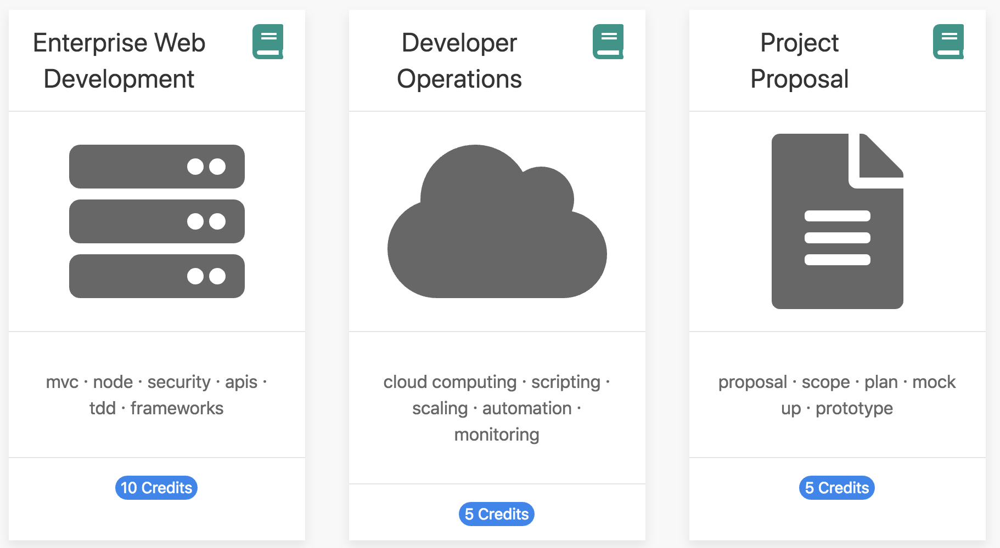 Enterprise Web
Development
mvc · node · security · apis ·
tdd · frameworks
10 Credits
Developer
Operations
cloud computing · scripting ·
scaling · automation ·
monitoring
5 Credits
Project
Proposal
proposal · scope · plan · mock
up · prototype
5 Credits